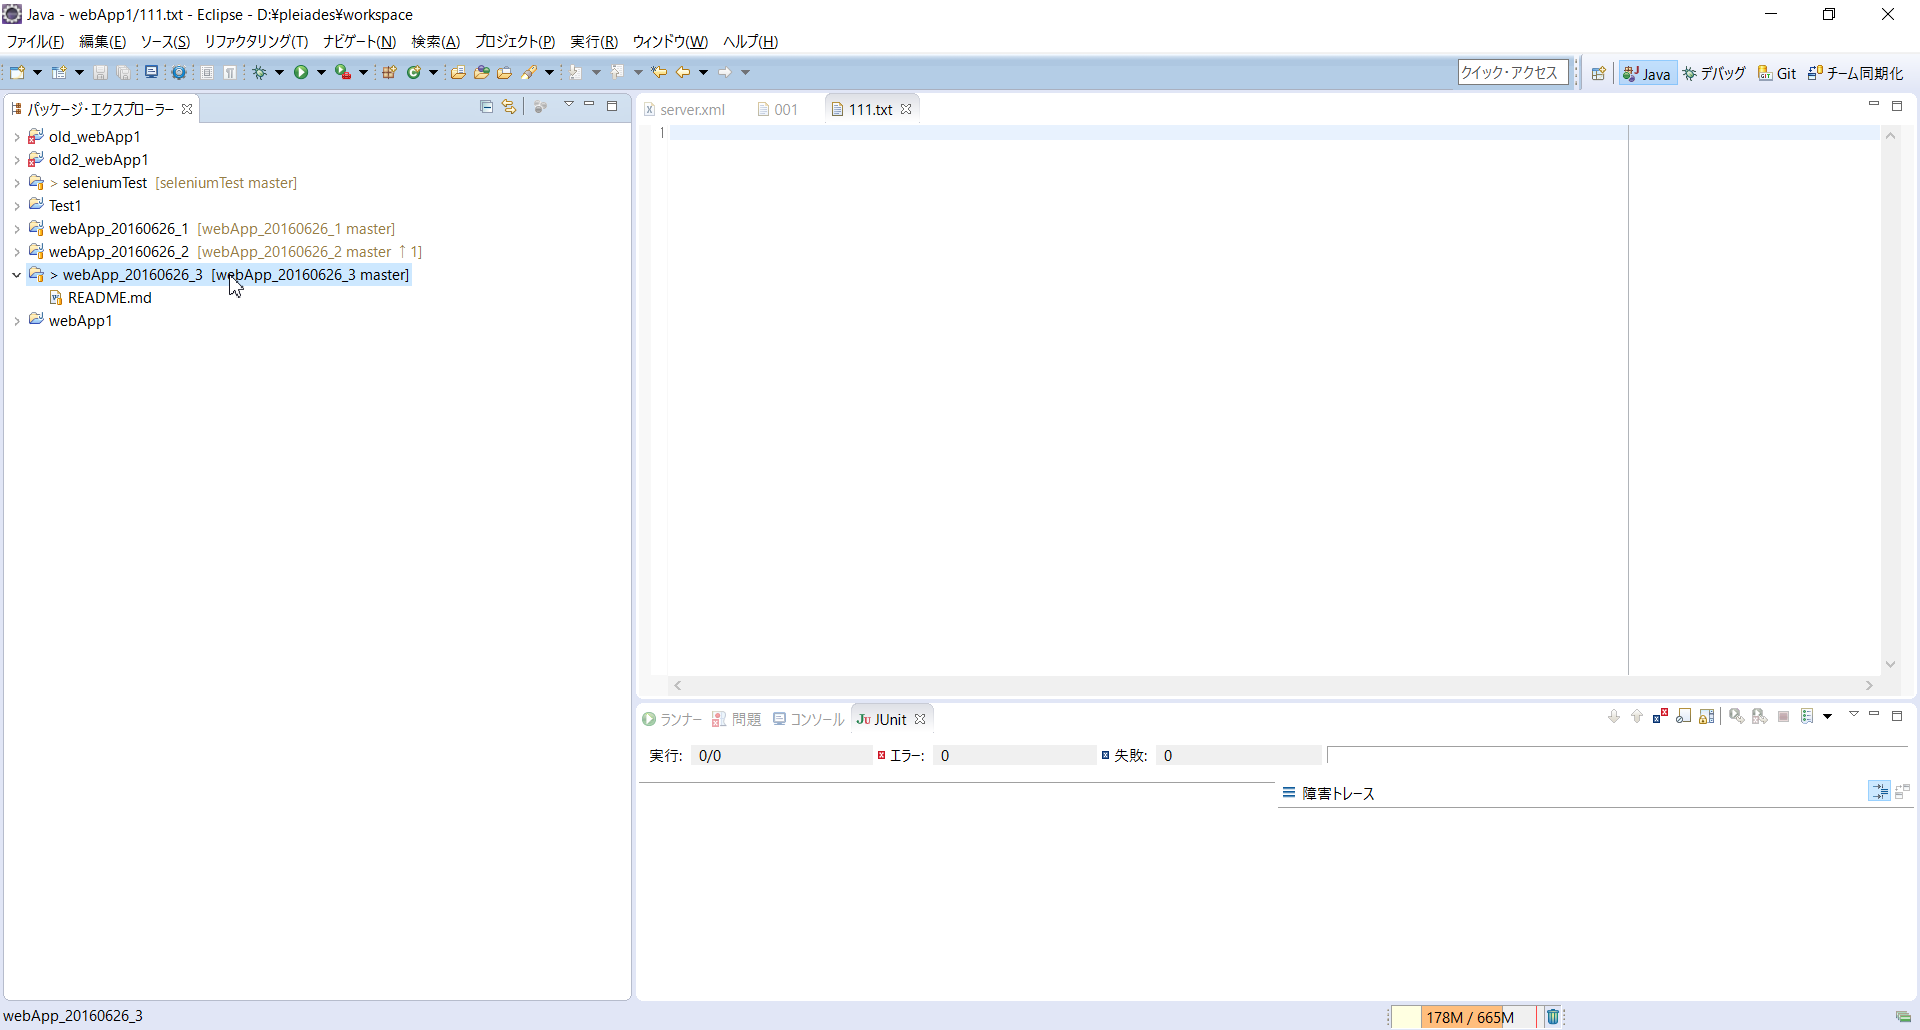 Java - webApp1/111.txt - Eclipse - D:¥pleiades¥workspace
ファイル(F) 編集(E) ソース(S) リファクタリング(T) ナビゲート(N) 検索(A) プロジェクト(P) 実行(R) ウィンドウ(W) ヘルプ(H)
クイック・アクセス Java デバッグ Git チーム同期化
パッケージ・エクスプローラー
old_webApp1
old2_webApp1
> seleniumTest [seleniumTest master]
Test1
webApp_20160626_1 [webApp_20160626_1 master]
webApp_20160626_2 [webApp_20160626_2 master ↑1]
> webApp_20160626_3 [webApp_20160626_3 master]
README.md
webApp1
server.xml 001 111.txt
1
ランナー 問題 コンソール JUnit
実行: 0/0 エラー: 0 失敗: 0
障害トレース
webApp_20160626_3
178M / 665M